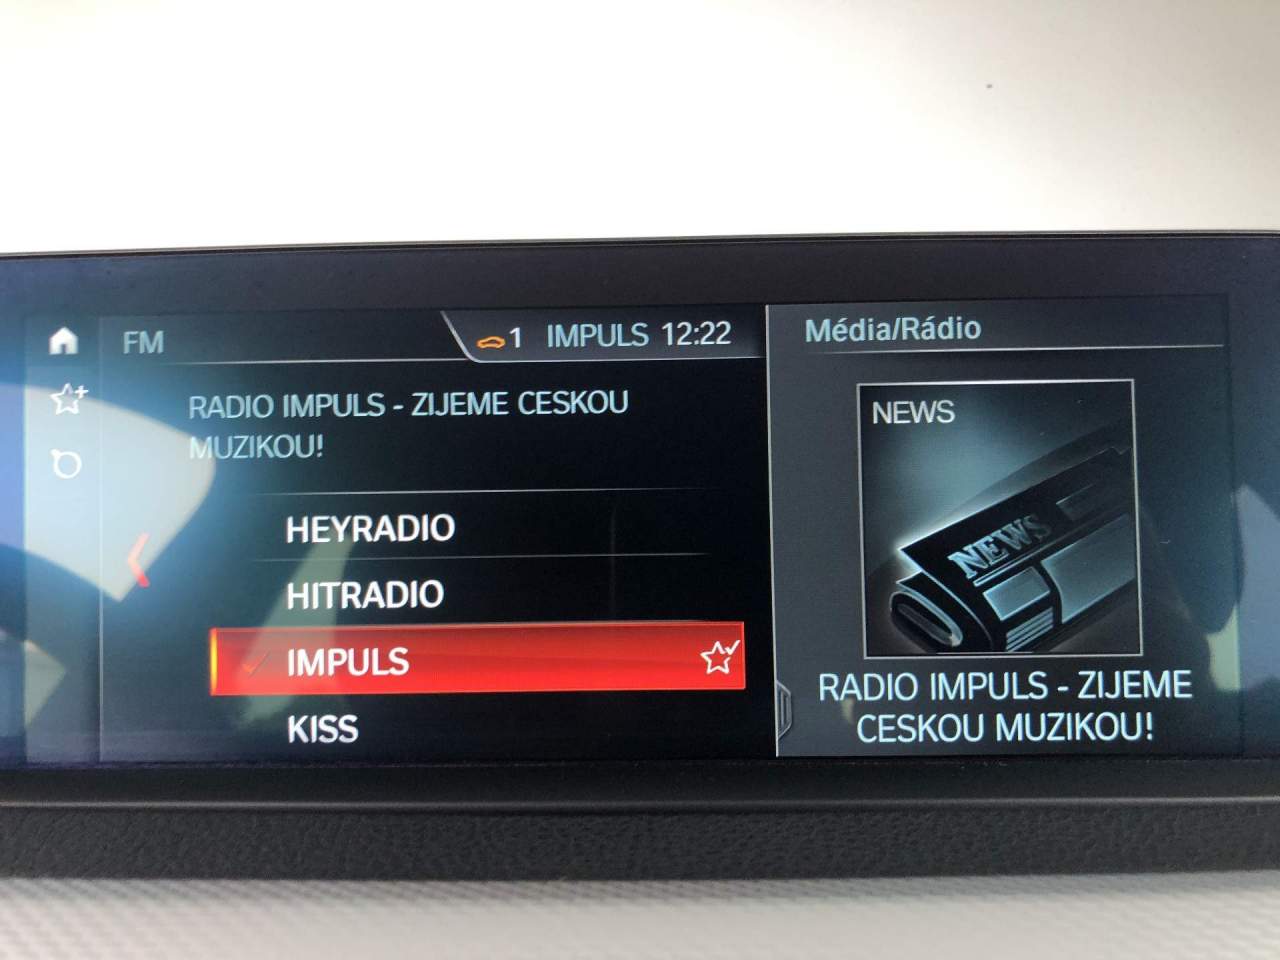 FM
1 IMPULS 12:22
RADIO IMPULS - ZIJEME CESKOU
MUZIKOU!
HEYRADIO
HITRADIO
IMPULS
KISS
Média/Rádio
NEWS
NEWS
RADIO IMPULS - ZIJEME
CESKOU MUZIKOU!